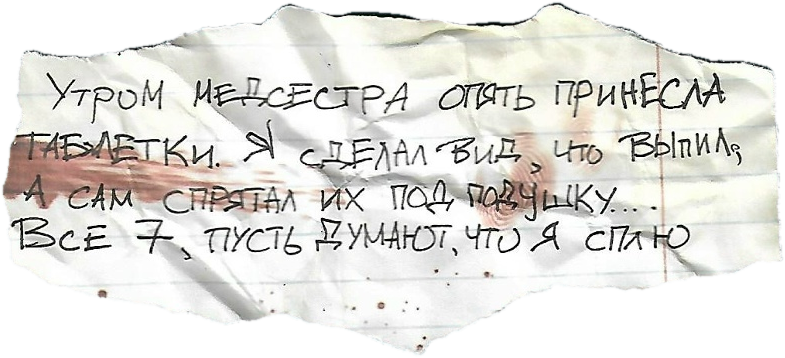 Утром медсестра опять принесла
таблетки. Я сделал вид, что выпил,
а сам спрятал их под подушку....
Все 7, пусть думают, что я сплю